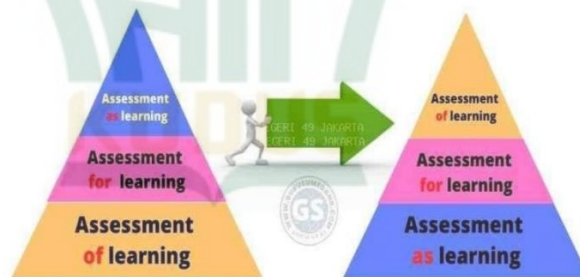 Assessment
as learning
Assessment
for learning
Assessment
of learning
EGERI 49 JAKARTA
EGERI 49 JAKARTA
GS
Assessment
of learning
Assessment
for learning
Assessment
as learning